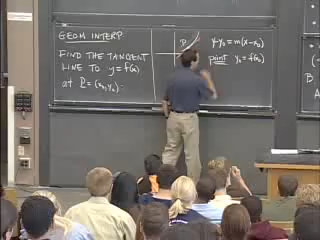 GEOM INTERP.
FIND THE TANGENT
LINE TO y = f(x)
at P = (x₀, y₀)
P
y-y₀ = m(x-x₀)
point y₀ = f(x₀)